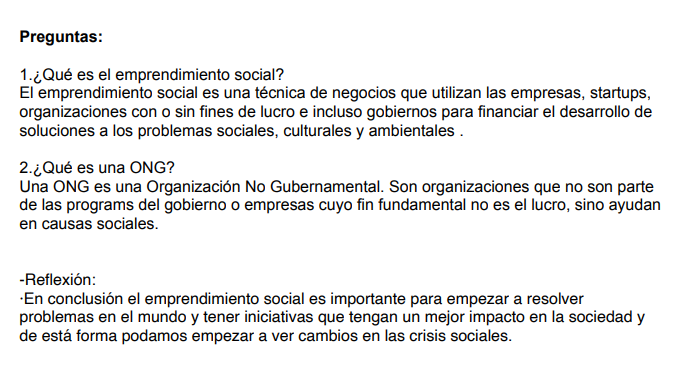 Preguntas:
1.¿Qué es el emprendimiento social?
El emprendimiento social es una técnica de negocios que utilizan las empresas, startups,
organizaciones con o sin fines de lucro e incluso gobiernos para financiar el desarrollo de
soluciones a los problemas sociales, culturales y ambientales .
2.¿Qué es una ONG?
Una ONG es una Organización No Gubernamental. Son organizaciones que no son parte
de las programs del gobierno o empresas cuyo fin fundamental no es el lucro, sino ayudan
en causas sociales.
-Reflexión:
·En conclusión el emprendimiento social es importante para empezar a resolver
problemas en el mundo y tener iniciativas que tengan un mejor impacto en la sociedad y
de está forma podamos empezar a ver cambios en las crisis sociales.